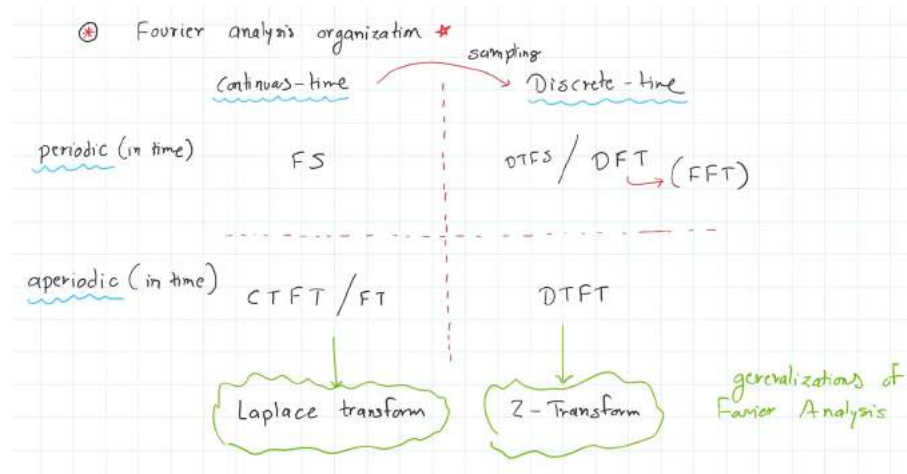 * Fourier analysis organization *
sampling
Continuas-time Discrete-time
periodic (in time) FS DTFS / DFT → (FFT)
aperiodic (in time) CTFT / FT DTFT
Laplace transform Z-Transform
gereralizations of
Fourier Analysis